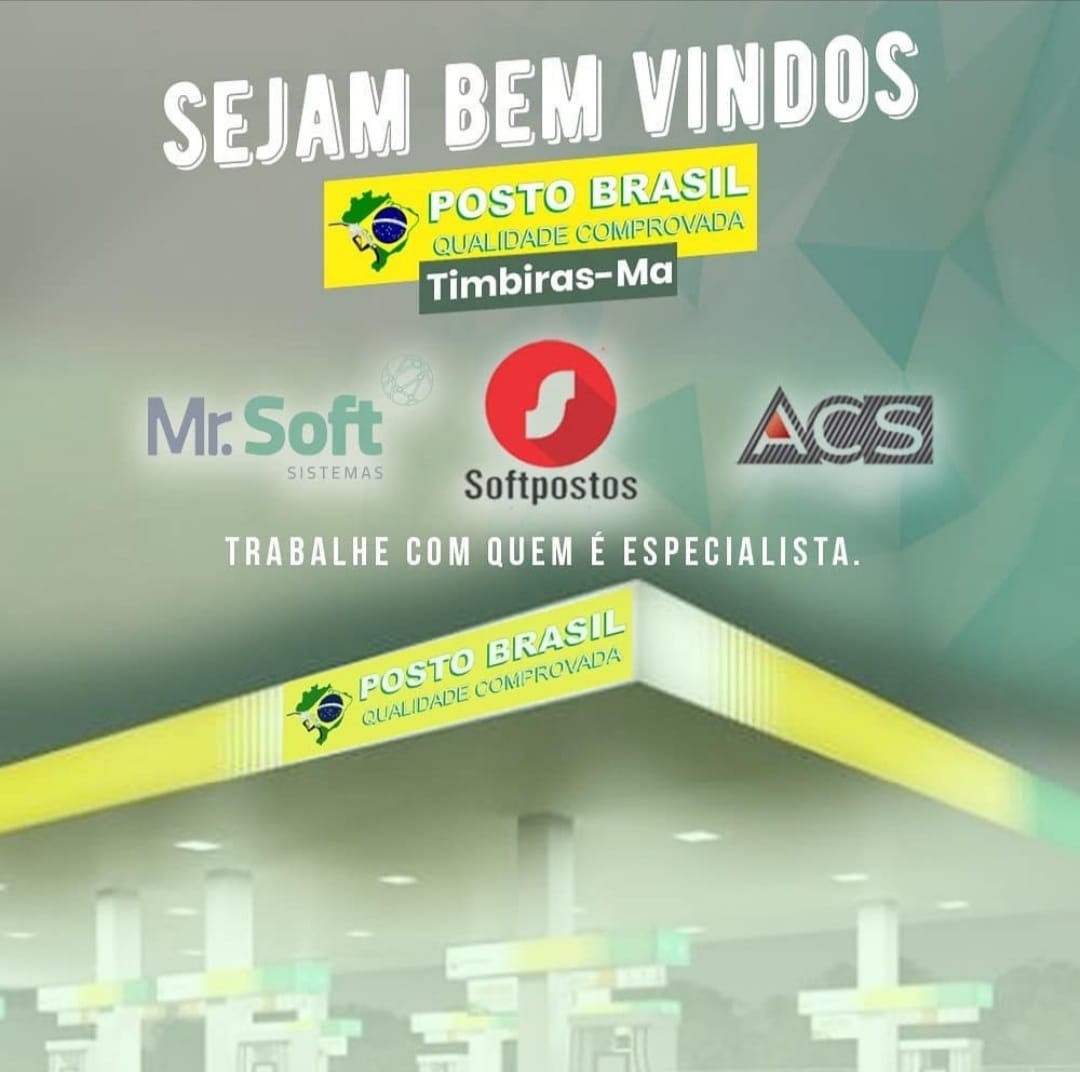 SEJAM BEM VINDOS
POSTO BRASIL
QUALIDADE COMPROVADA
Timbiras-Ma
Mr. Soft
SISTEMAS
Softpostos
ACS
TRABALHE COM QUEM É ESPECIALISTA.
POSTO BRASIL
QUALIDADE COMPROVADA